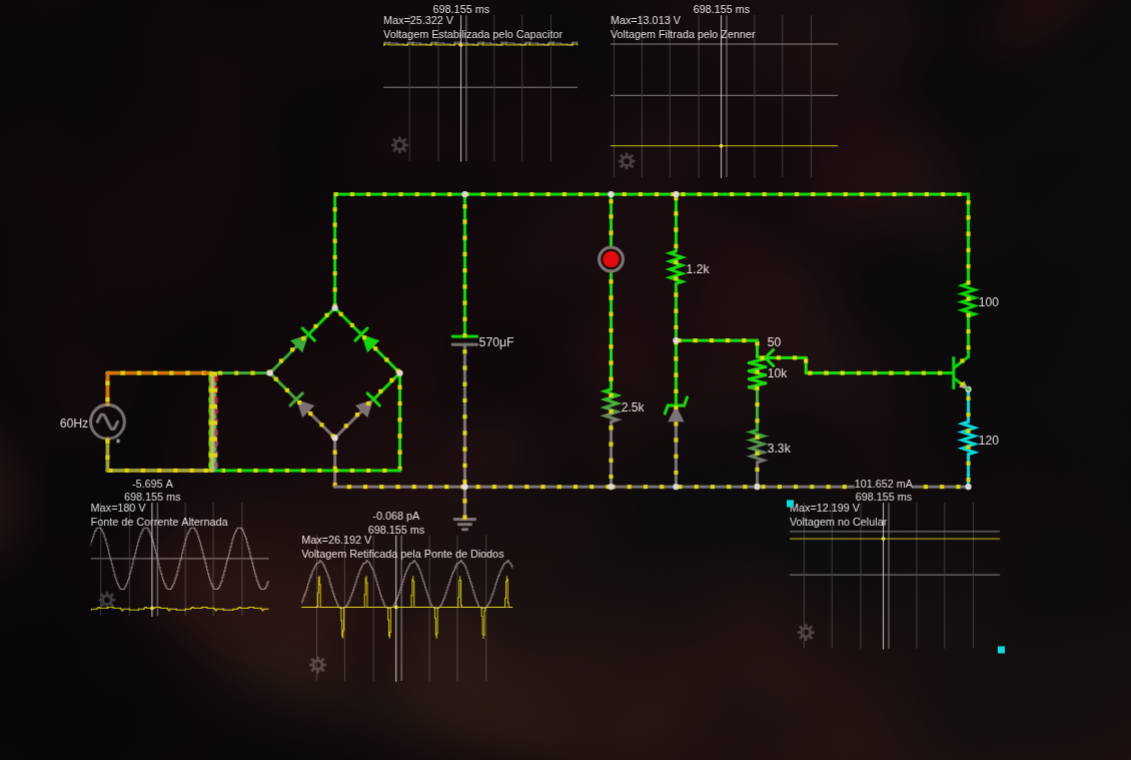 698.155 ms
Max=25.322 V
Voltagem Estabilizada pelo Capacitor
698.155 ms
Max=13.013 V
Voltagem Filtrada pelo Zenner
1.2k
100
570μF
50
10k
60Hz
2.5k
3.3k
120
-5.695 A
698.155 ms
Max=180 V
Fonte de Corrente Alternada
-0.068 pA
698.155 ms
Max=26.192 V
Voltagem Retificada pela Ponte de Diodos
101.652 mA
698.155 ms
Max=12.199 V
Voltagem no Celular